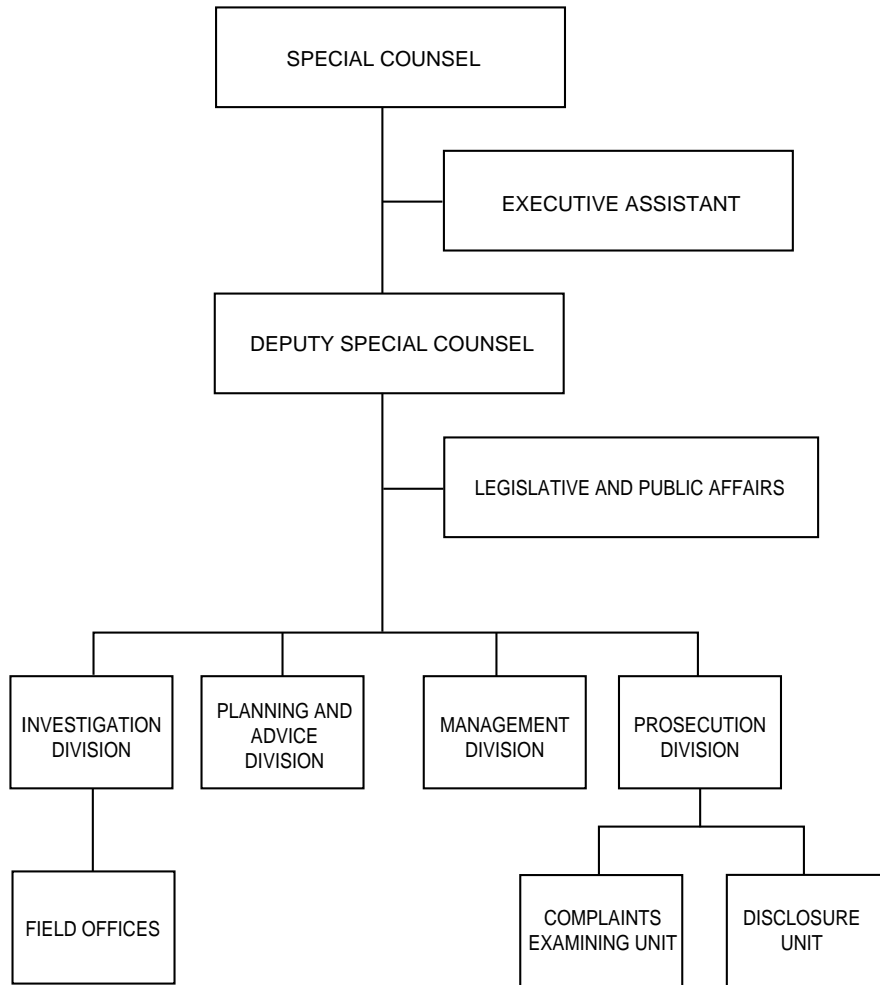 SPECIAL COUNSEL
EXECUTIVE ASSISTANT
DEPUTY SPECIAL COUNSEL
LEGISLATIVE AND PUBLIC AFFAIRS
INVESTIGATION
DIVISION
PLANNING AND
ADVICE
DIVISION
MANAGEMENT
DIVISION
PROSECUTION
DIVISION
FIELD OFFICES
COMPLAINTS
EXAMINING UNIT
DISCLOSURE
UNIT